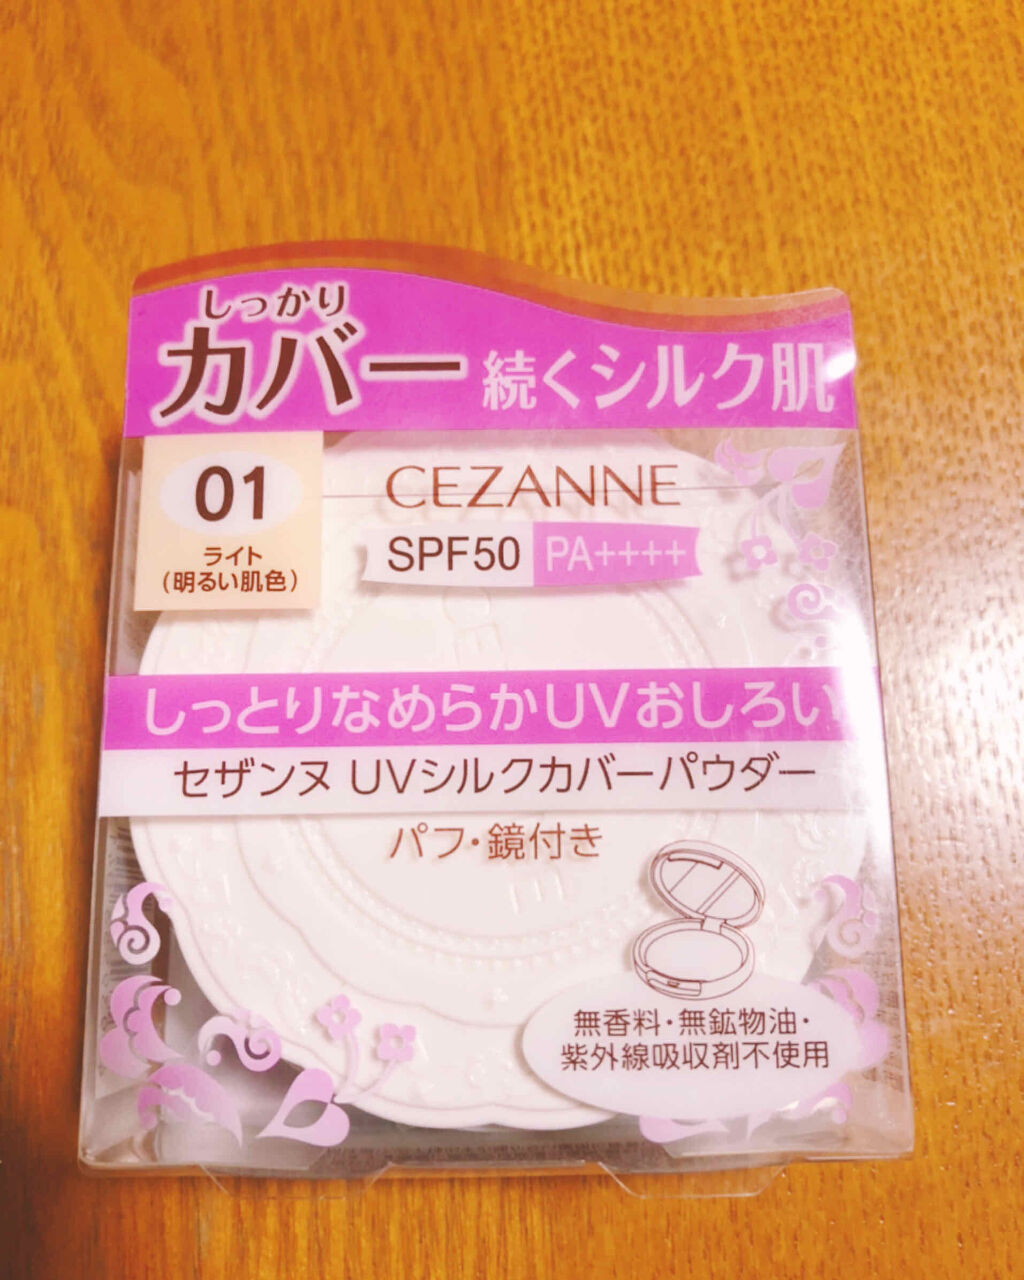 しっかり
カバー 続くシルク肌
01
ライト
(明るい肌色)
CEZANNE
SPF50 PA++++
しっとりなめらかUVおしろい
セザンヌ UVシルクカバーパウダー
パフ・鏡付き
無香料・無鉱物油・
紫外線吸収剤不使用